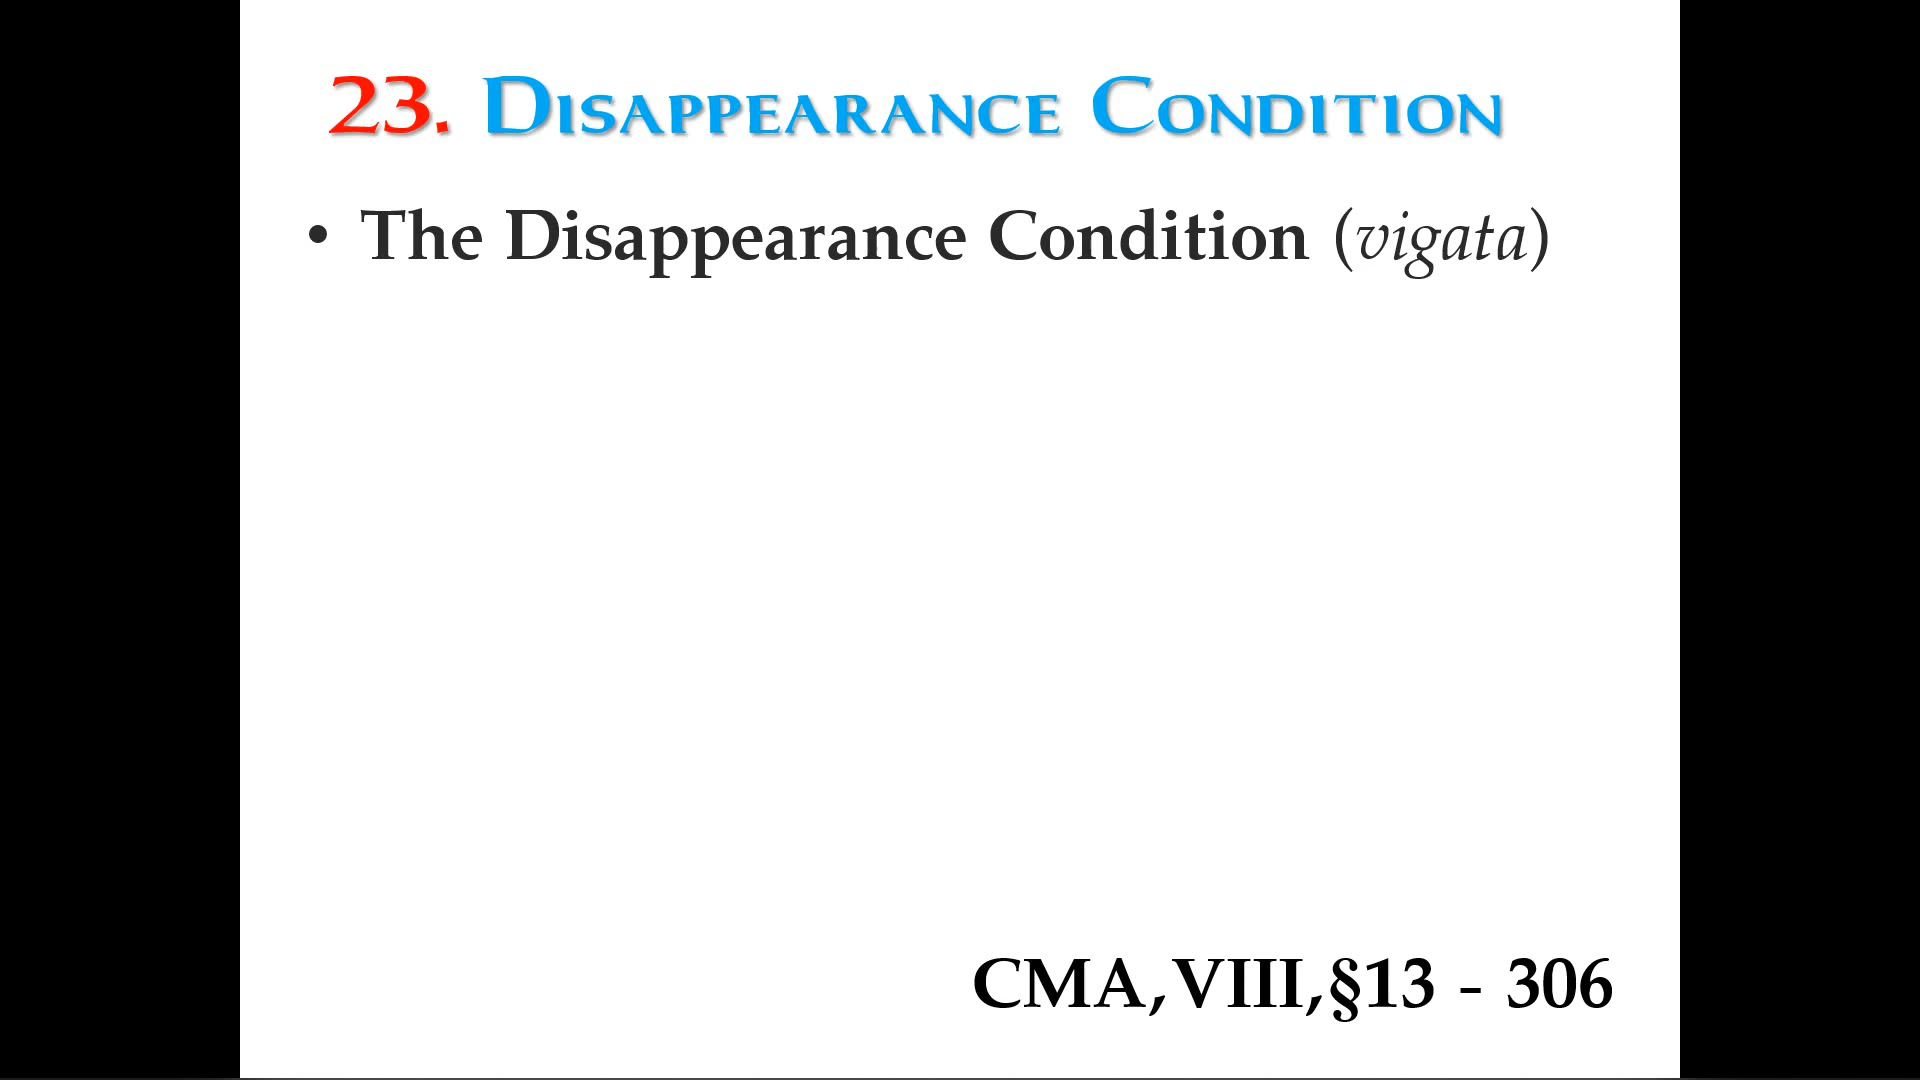 23. Disappearance Condition
• The Disappearance Condition (vigata)
CMA, VIII, §13 - 306